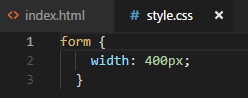 <> index.html # style.css ×
1 form {
2 width: 400px;
3 }